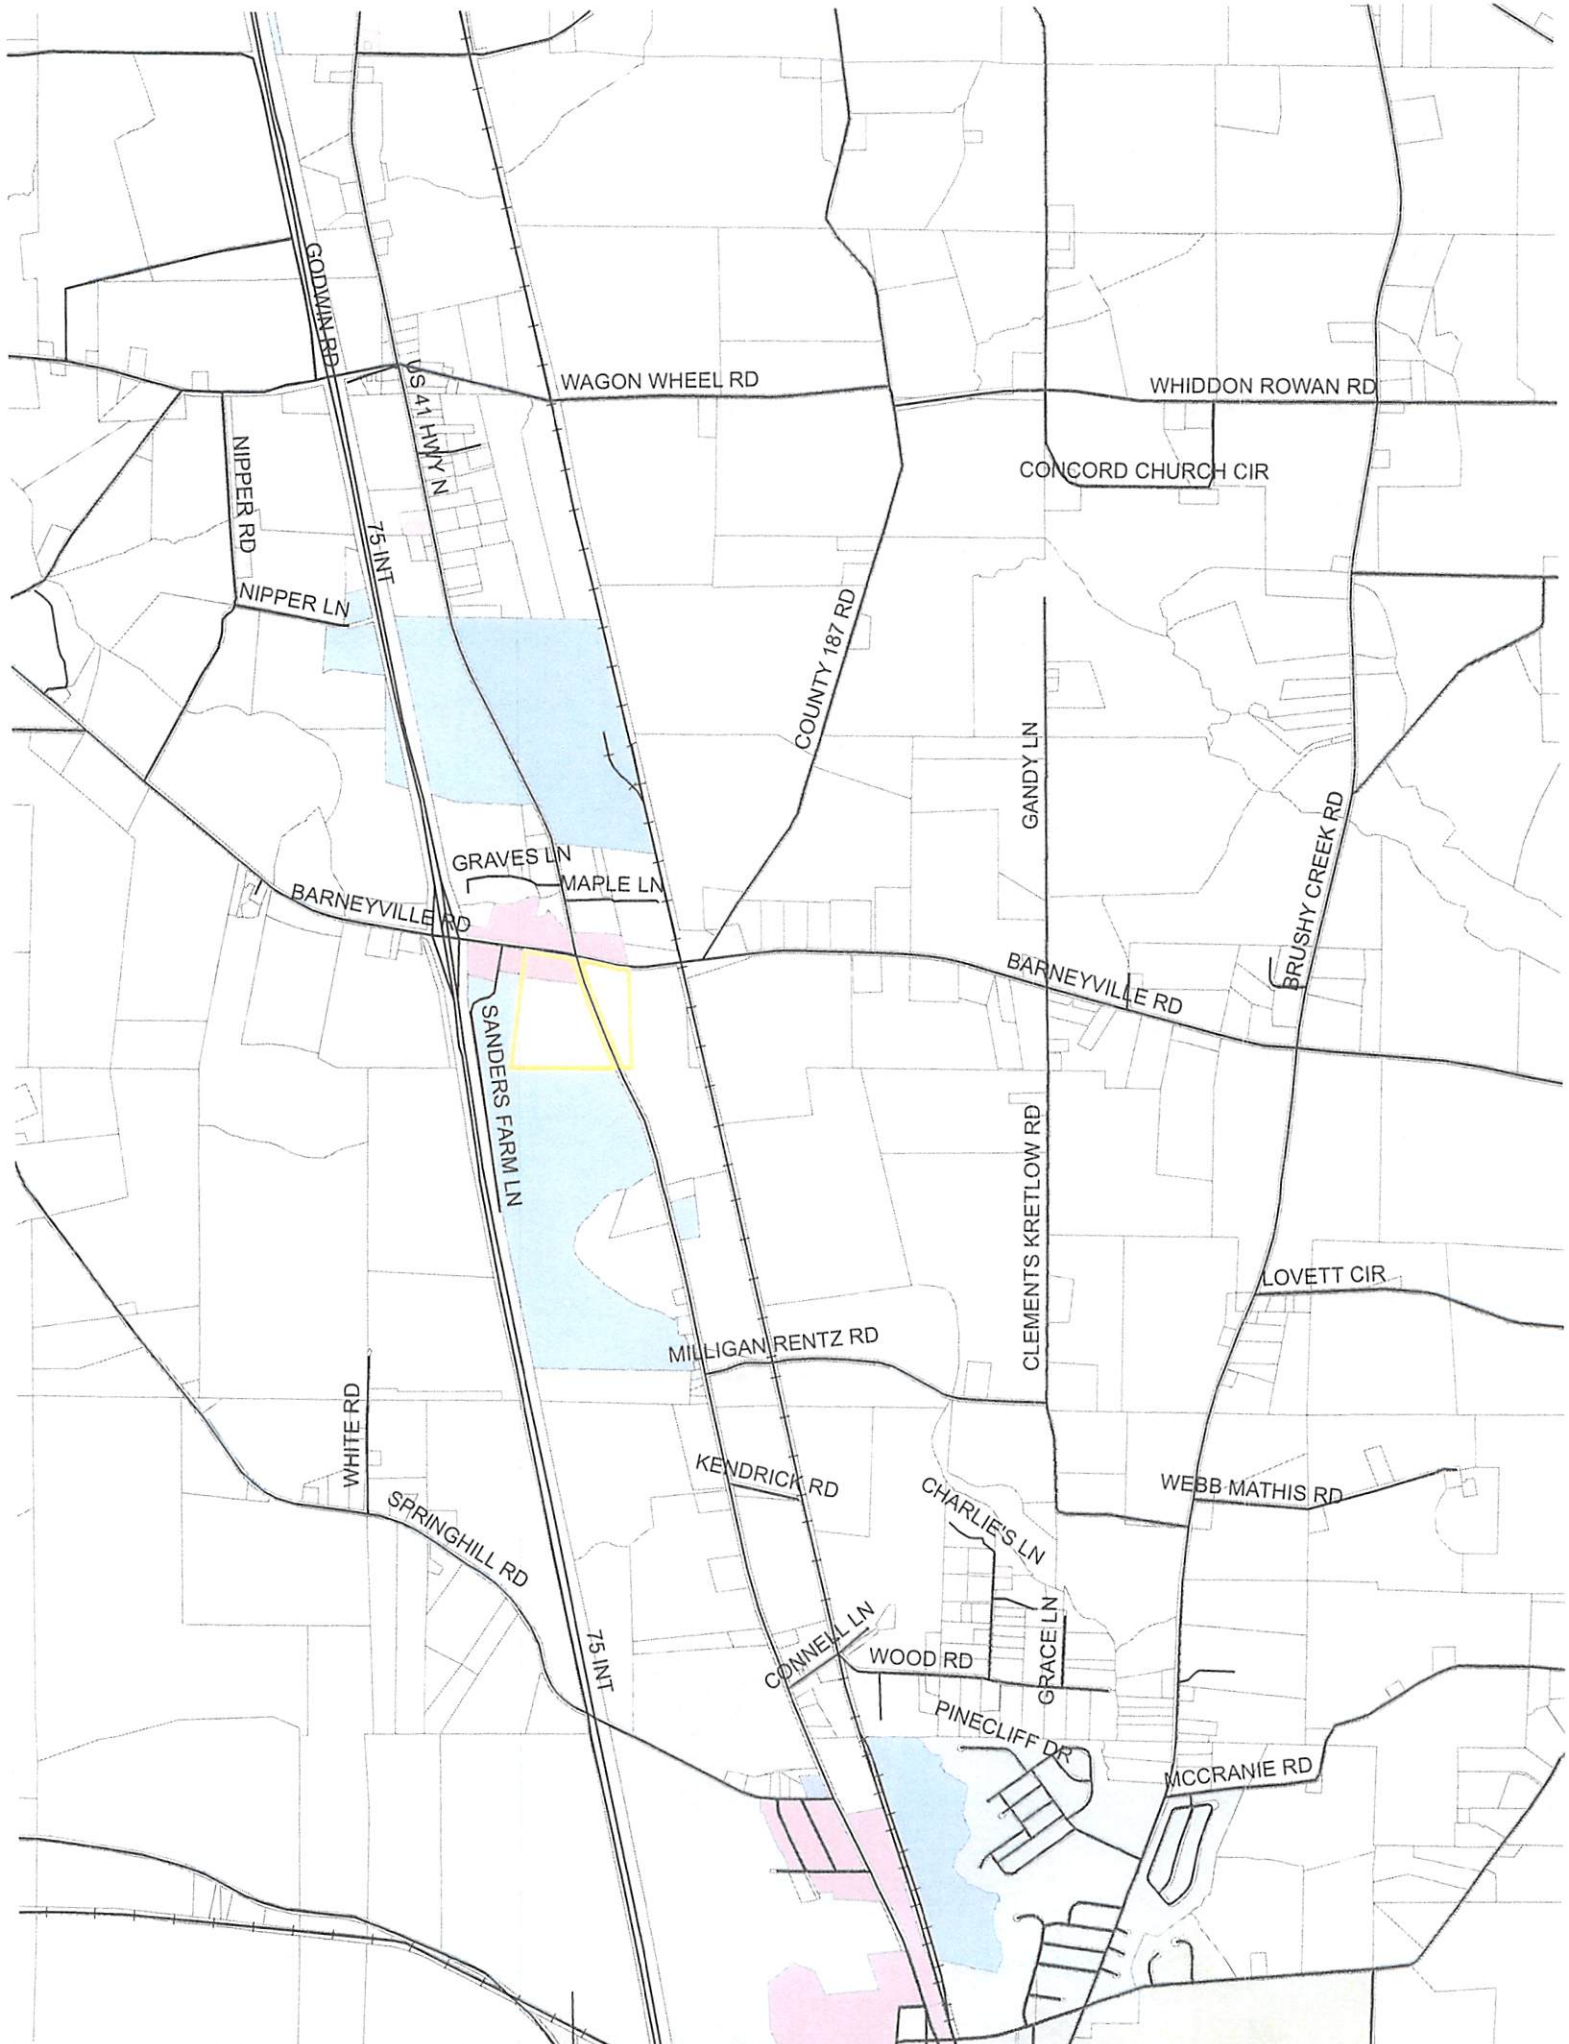 GODWIN RD
US 41 HWY N
WAGON WHEEL RD
WHIDDON ROWAN RD
NIPPER RD
CONCORD CHURCH CIR
75 INT
NIPPER LN
COUNTY 187 RD
GANDY LN
BRUSHY CREEK RD
GRAVES LN
MAPLE LN
BARNEYVILLE RD
BARNEYVILLE RD
SANDERS FARM LN
CLEMENTS KRETLOW RD
LOVETT CIR
MILLIGAN RENTZ RD
WHITE RD
KENDRICK RD
SPRINGHILL RD
CHARLIE'S LN
WEBB MATHIS RD
75 INT
CONNELL LN
WOOD RD
GRACE LN
PINECLIFF DR
MCCRANIE RD